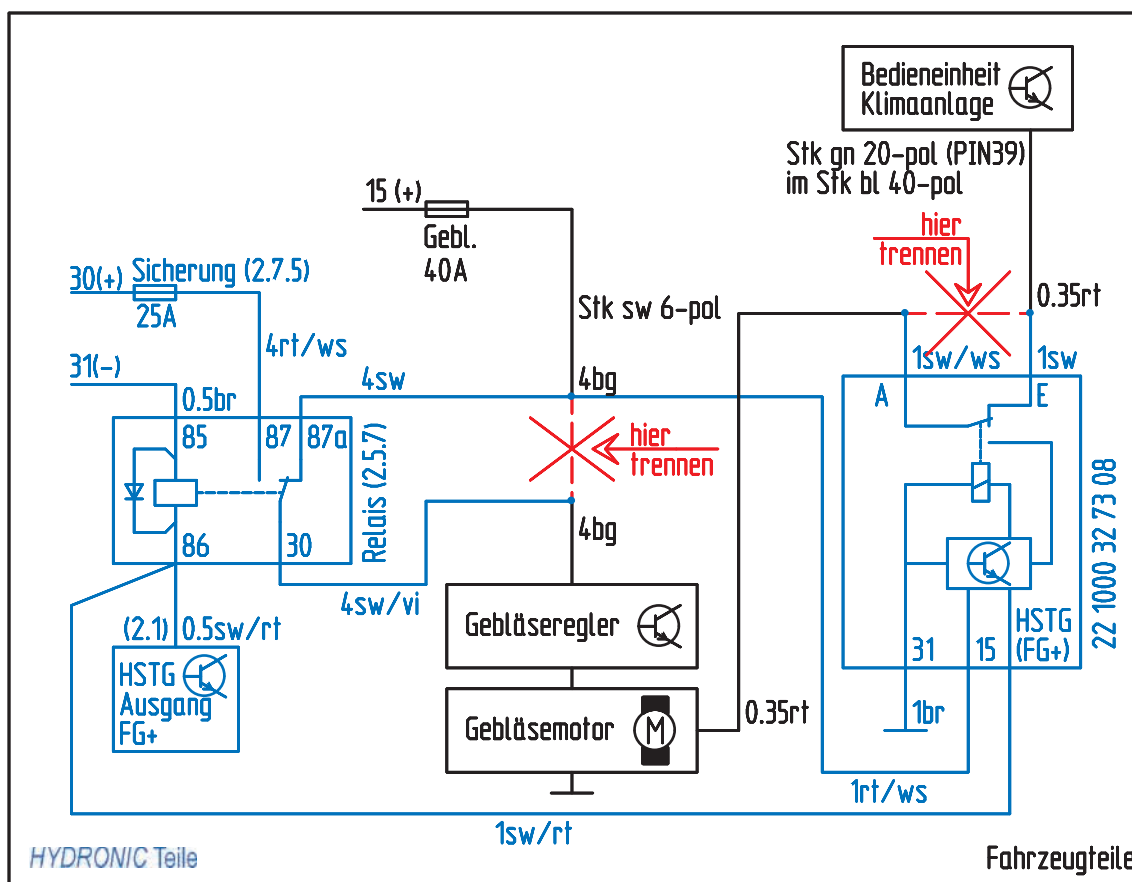 Bedieneinheit
Klimaanlage
Stk gn 20-pol (PIN39)
im Stk bl 40-pol
15 (+)
Gebl.
40A
hier
trennen
30(+)
Sicherung (2.7.5)
25A
0.35rt
Stk sw 6-pol
4rt/ws
31(-)
4sw
4bg
1sw/ws
1sw
0.5br
A
E
85
87
87a
hier
trennen
Relais (2.5.7)
86
30
4bg
22 1000 32 73 08
4sw/vi
(2.1)
0.5sw/rt
Gebläseregler
HSTG
(FG+)
31
15
HSTG
Ausgang
FG+
Gebläsemotor
M
0.35rt
1br
1rt/ws
1sw/rt
HYDRONIC Teile
Fahrzeugteile